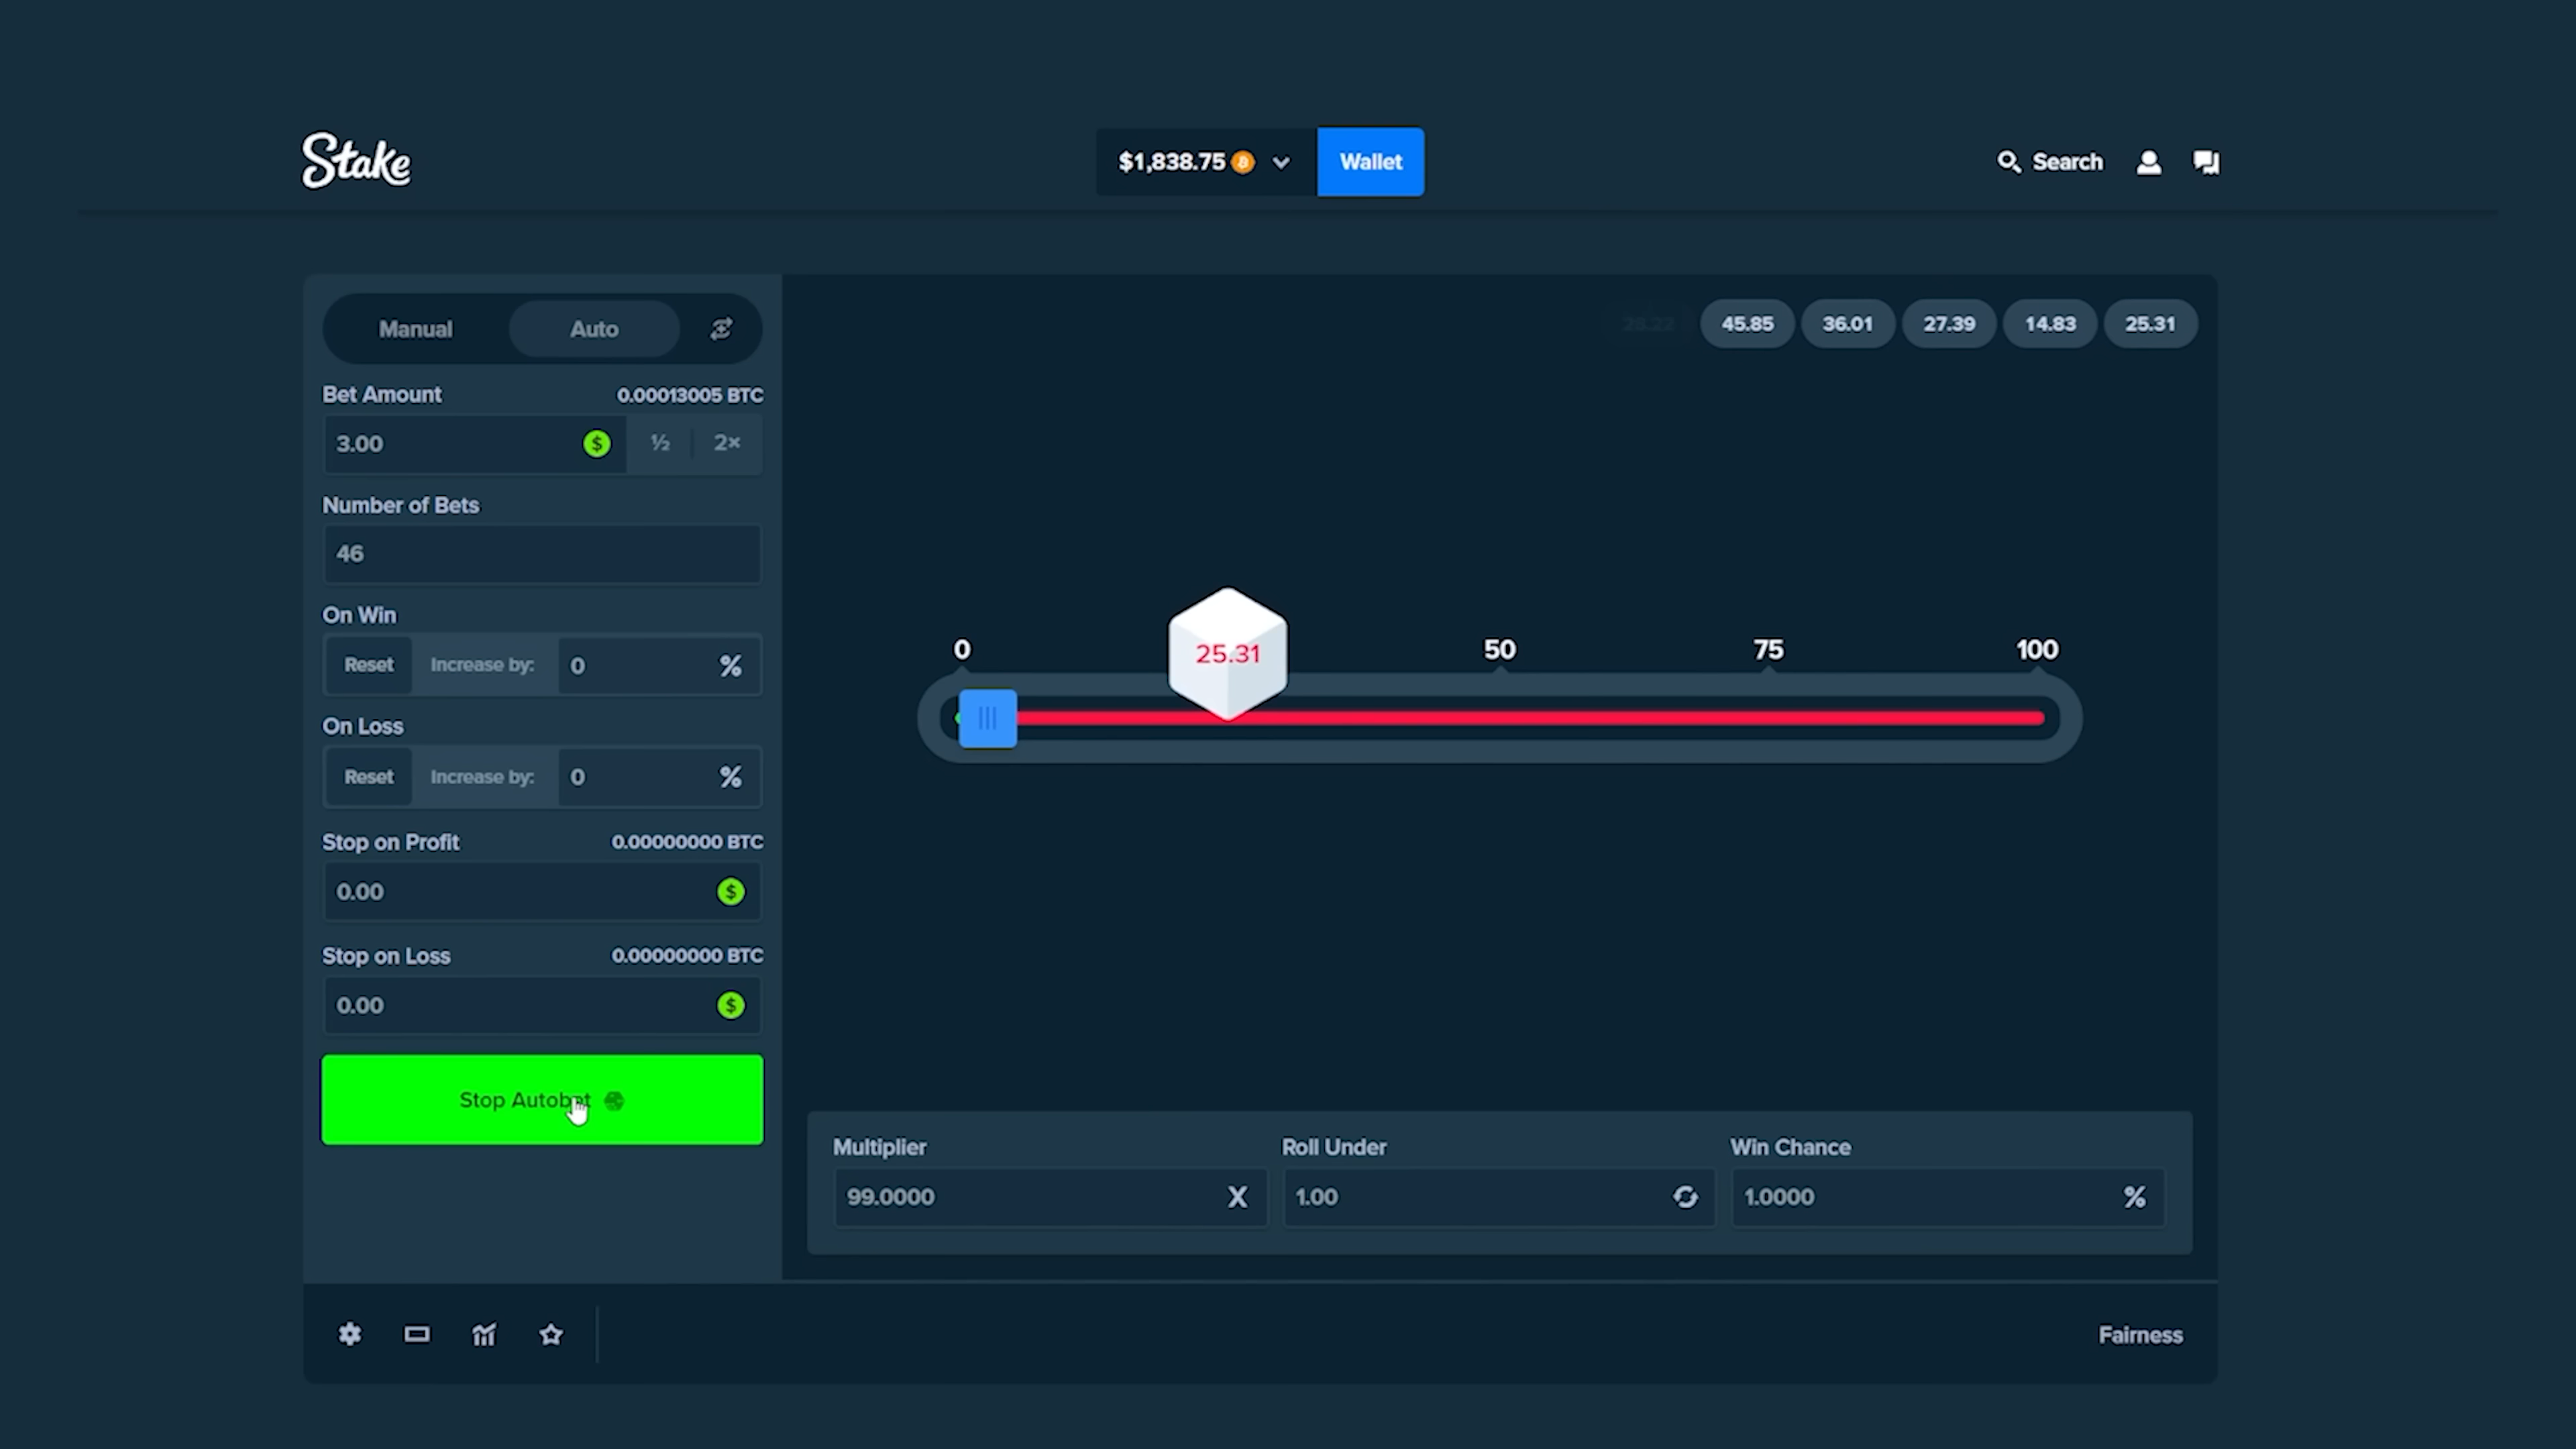 Stake
$1,838.75
Wallet
Search
Manual
Auto
45.85
36.01
27.39
14.83
25.31
Bet Amount
0.00013005 BTC
3.00
$
½
2×
Number of Bets
46
On Win
Reset
Increase by:
0
%
On Loss
Reset
Increase by:
0
%
Stop on Profit
0.00000000 BTC
0.00
$
Stop on Loss
0.00000000 BTC
0.00
$
Stop Autobet
0
25.31
50
75
100
Multiplier
99.0000
X
Roll Under
1.00
Win Chance
1.0000
%
Fairness